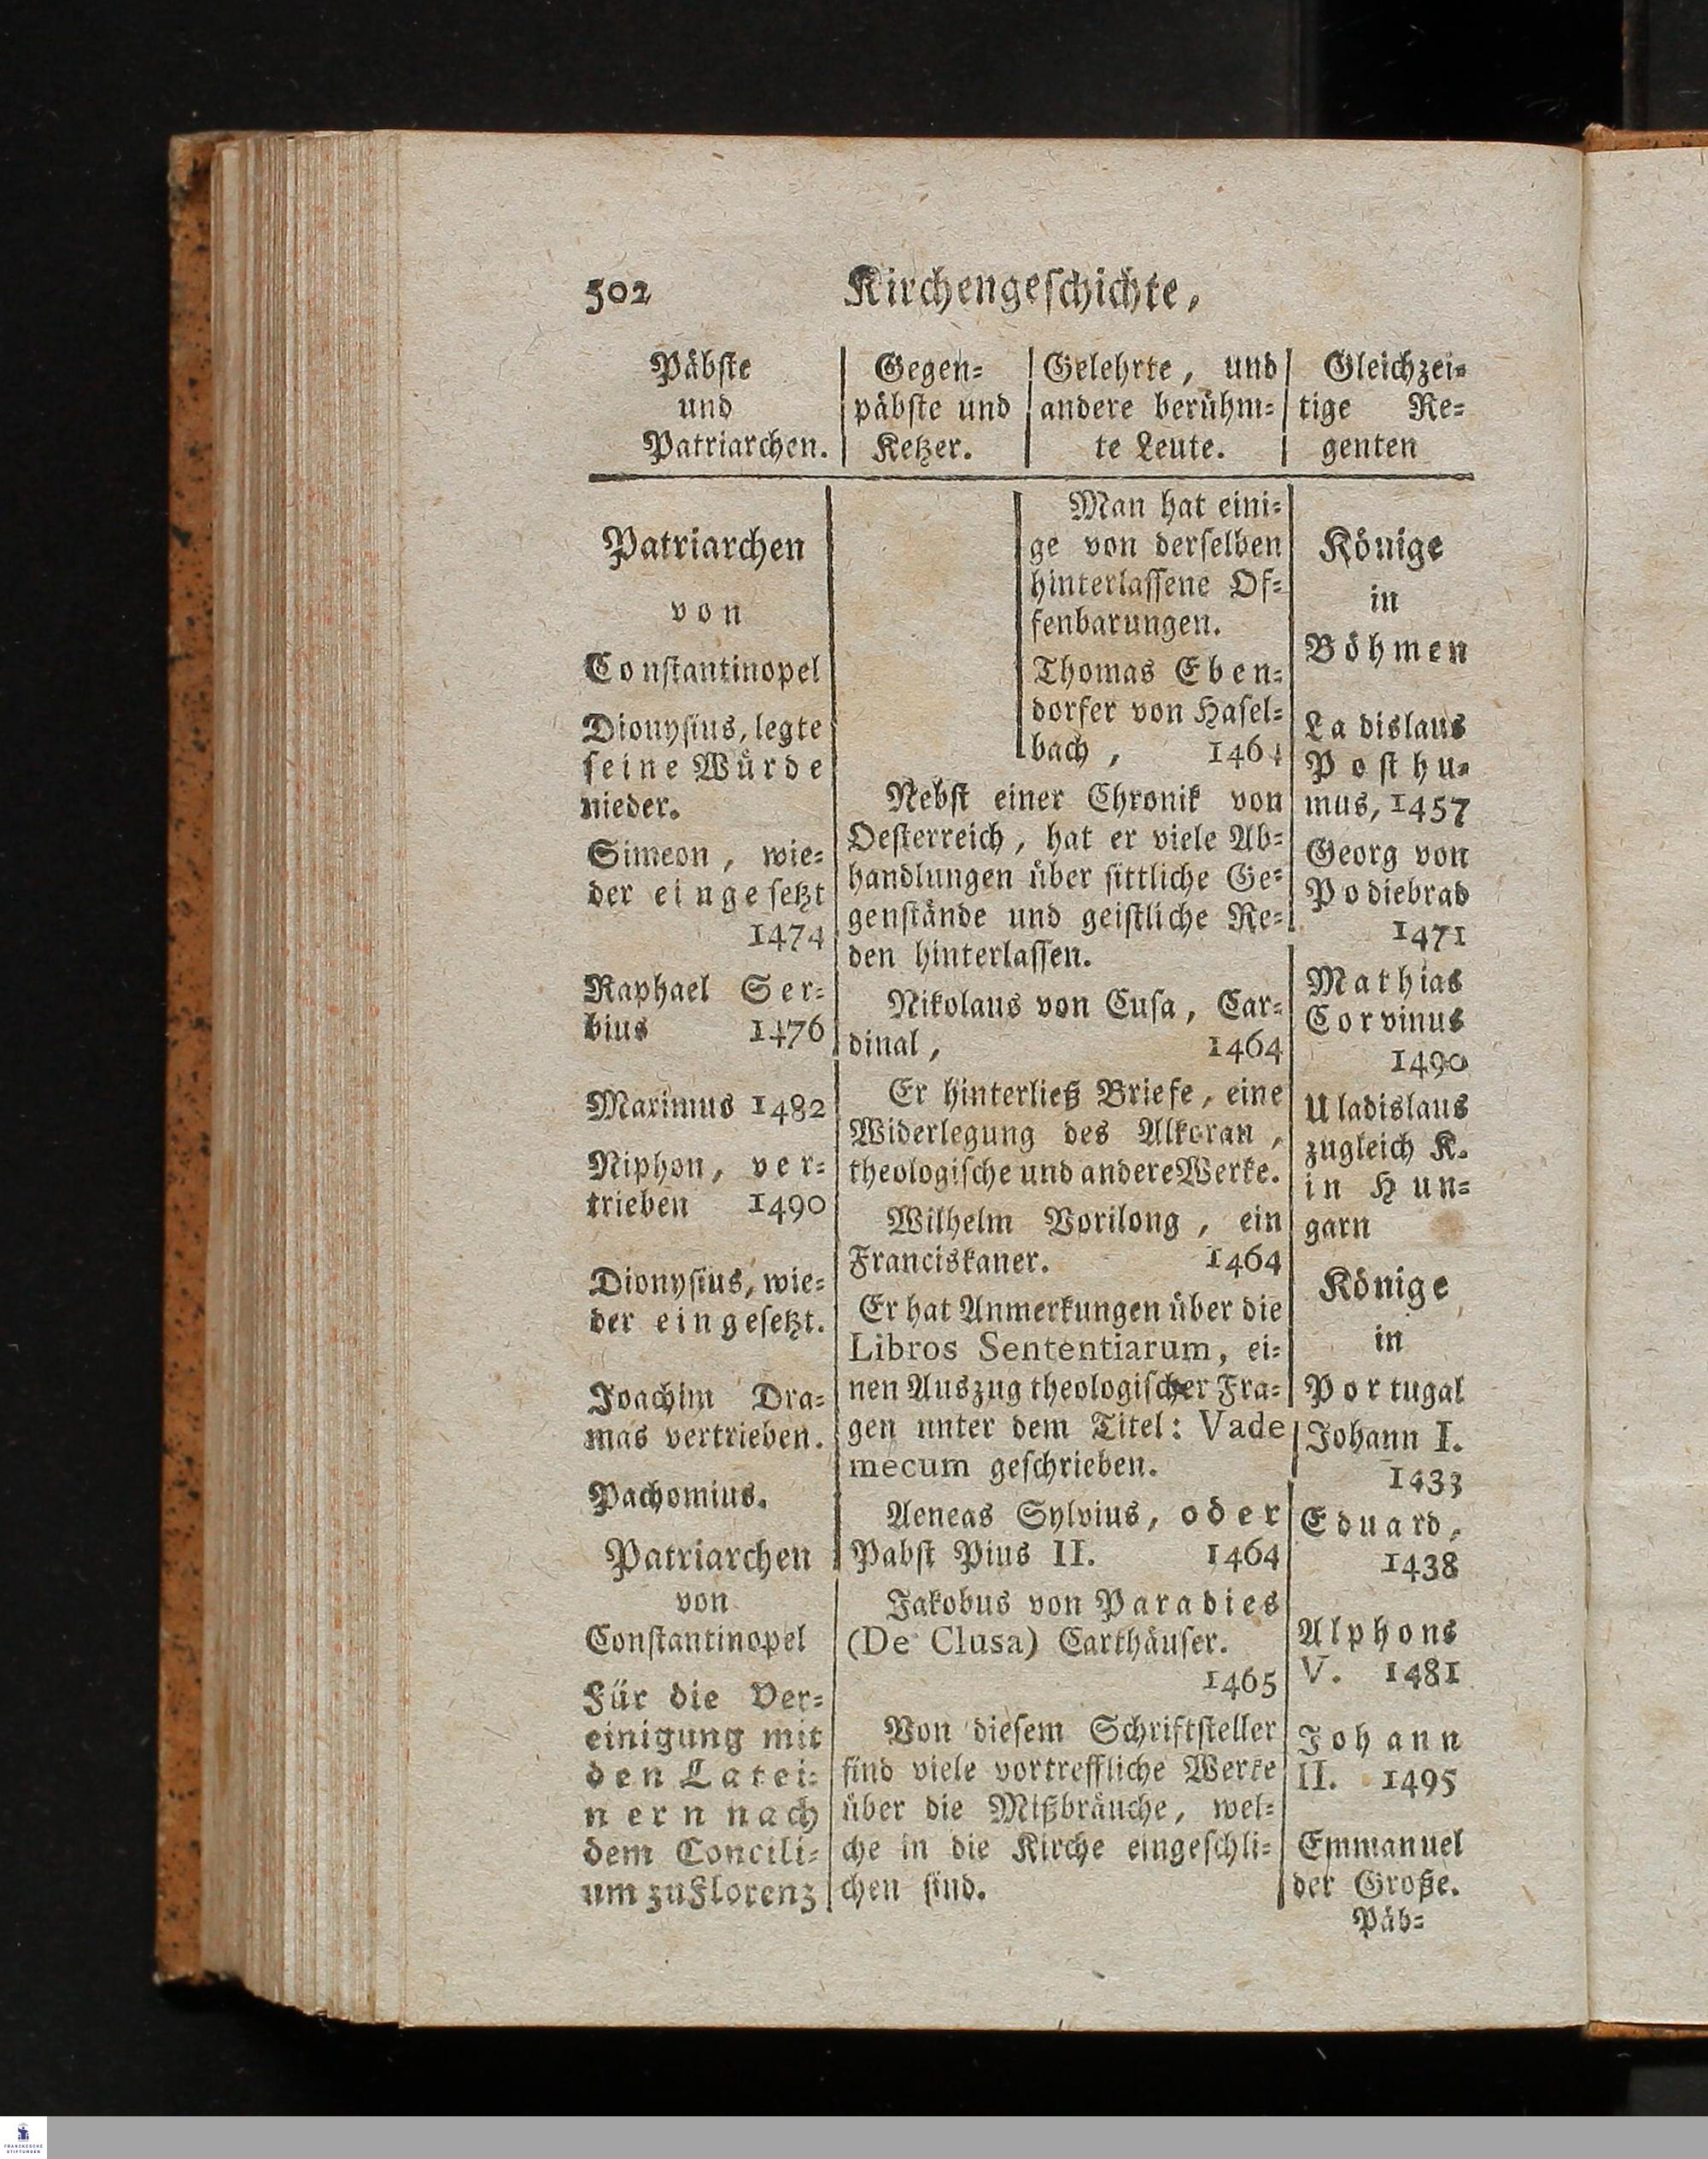 502
Kirchengeschichte,
Päbste
und
Patriarchen.
Gegen-
päbste und
Ketzer.
Gelehrte, und
andere berühm-
te Leute.
Gleichzei-
tige Re-
genten
Patriarchen
von
Constantinopel
Dionysius, legte
seine Würde
nieder.
Simeon, wie-
der eingesetzt
1474
Raphael Ser-
bius 1476
Maximus 1482
Niphon, ver-
trieben 1490
Dionysius, wie-
der eingesetzt.
Joachim Dra-
mas vertrieben.
Pachomius.
Patriarchen
von
Constantinopel
Für die Ver-
einigung mit
den Latei-
nern nach
dem Concili-
um zu Florenz
Man hat eini-
ge von derselben
hinterlassene Of-
fenbarungen.
Thomas Eben-
dorfer von Hasel-
bach, 1464
Nebst einer Chronik von
Oesterreich, hat er viele Ab-
handlungen über sittliche Ge-
genstände und geistliche Re-
den hinterlassen.
Nikolaus von Cusa, Car-
dinal, 1464
Er hinterließ Briefe, eine
Widerlegung des Alkoran,
theologische und andere Werke.
Wilhelm Vorilong, ein
Franciskaner. 1464
Er hat Anmerkungen über die
Libros Sententiarum, ei-
nen Auszug theologischer Fra-
gen unter dem Titel: Vade
mecum geschrieben.
Aeneas Sylvius, oder
Pabst Pius II. 1464
Jakobus von Paradies
(De Clusa) Carthäuser.
1465
Von diesem Schriftsteller
sind viele vortreffliche Werke
über die Mißbräuche, wel-
che in die Kirche eingeschli-
chen sind.
Könige
in
Böhmen
Ladislaus
Posthu-
mus, 1457
Georg von
Podiebrad
1471
Mathias
Corvinus
1490
Uladislaus
zugleich K.
in Hun-
garn
Könige
in
Portugal
Johann I.
1433
Eduard,
1438
Alphons
V. 1481
Johann
II. 1495
Emmanuel
der Große.
Päb-
FRANCKESCHE
STIFTUNGEN